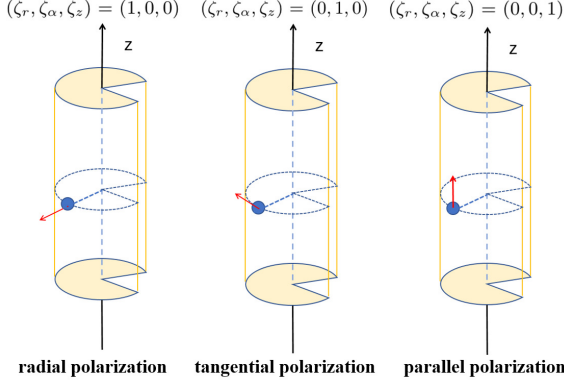 (ζr, ζα, ζz) = (1, 0, 0) (ζr, ζα, ζz) = (0, 1, 0) (ζr, ζα, ζz) = (0, 0, 1)
z z z
radial polarization tangential polarization parallel polarization